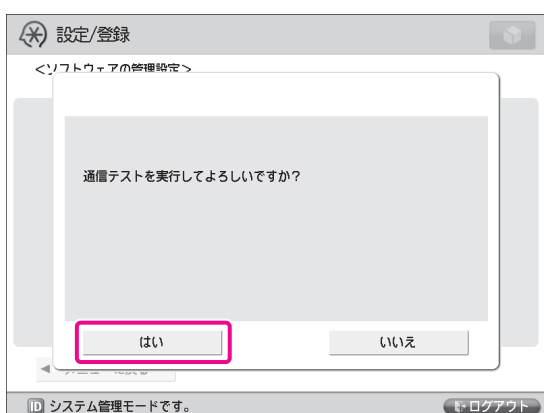 設定/登録
<ソフトウェアの管理設定>
通信テストを実行してよろしいですか?
はい
いいえ
ID システム管理モードです。
ログアウト